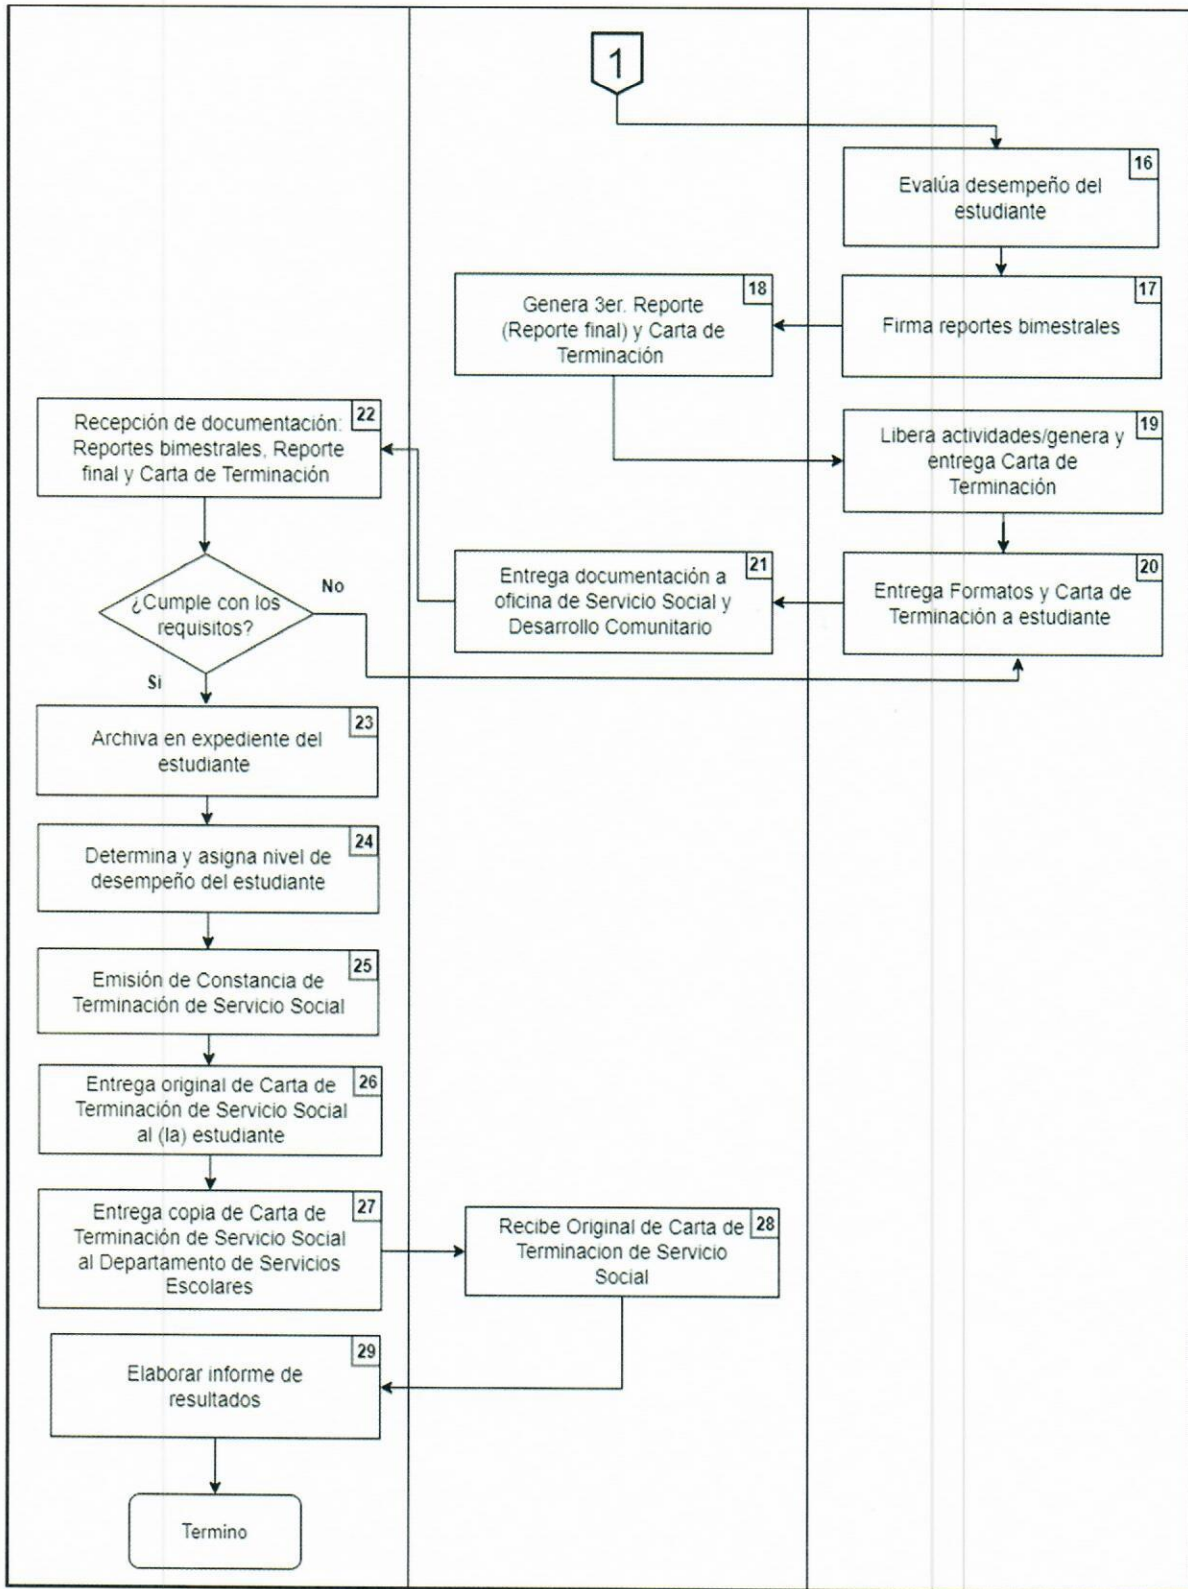 1
16
Evalúa desempeño del
estudiante
17
Firma reportes bimestrales
18
Genera 3er. Reporte
(Reporte final) y Carta de
Terminación
19
Libera actividades/genera y
entrega Carta de
Terminación
20
Entrega Formatos y Carta de
Terminación a estudiante
21
Entrega documentación a
oficina de Servicio Social y
Desarrollo Comunitario
22
Recepción de documentación:
Reportes bimestrales, Reporte
final y Carta de Terminación
¿Cumple con los
requisitos?
No
Si
23
Archiva en expediente del
estudiante
24
Determina y asigna nivel de
desempeño del estudiante
25
Emisión de Constancia de
Terminación de Servicio Social
26
Entrega original de Carta de
Terminación de Servicio Social
al (la) estudiante
27
Entrega copia de Carta de
Terminación de Servicio Social
al Departamento de Servicios
Escolares
28
Recibe Original de Carta de
Terminacion de Servicio
Social
29
Elaborar informe de
resultados
Termino